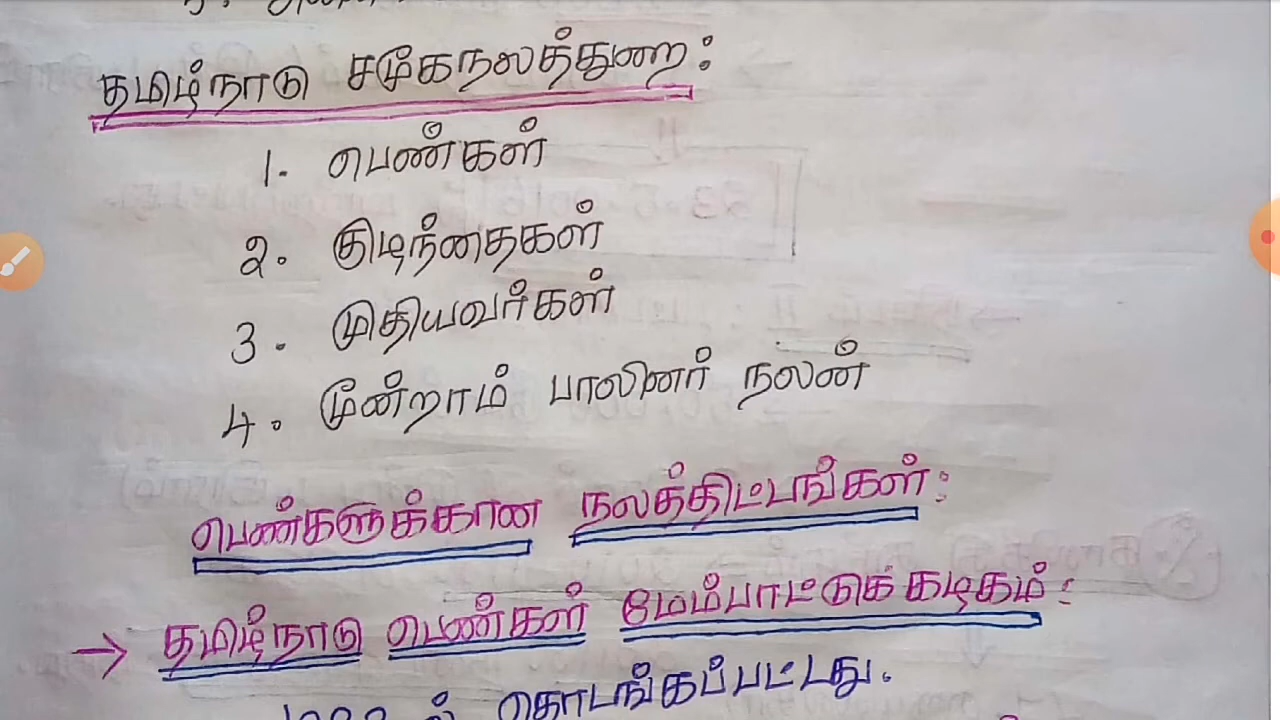 தமிழ்நாடு சமூகநலத்துறை:
1. பெண்கள்
2. குழந்தைகள்
3. முதியவர்கள்
4. மூன்றாம் பாலினர் நலன்
பெண்களுக்கான நலத்திட்டங்கள்:
→ தமிழ்நாடு பெண்கள் மேம்பாட்டுக் கழகம்:
தொடங்கப்பட்டது.